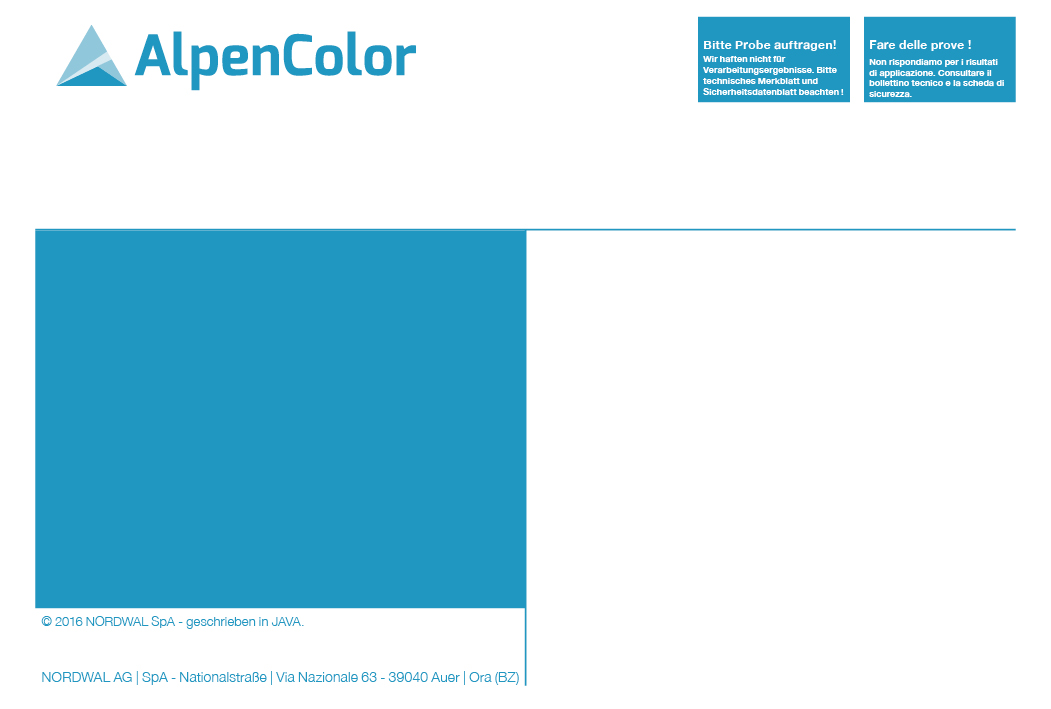 AlpenColor
Bitte Probe auftragen!
Wir haften nicht für
Verarbeitungsergebnisse. Bitte
technisches Merkblatt und
Sicherheitsdatenblatt beachten !
Fare delle prove !
Non rispondiamo per i risultati
di applicazione. Consultare il
bollettino tecnico e la scheda di
sicurezza.
© 2016 NORDWAL SpA - geschrieben in JAVA.
NORDWAL AG | SpA - Nationalstraße | Via Nazionale 63 - 39040 Auer | Ora (BZ)